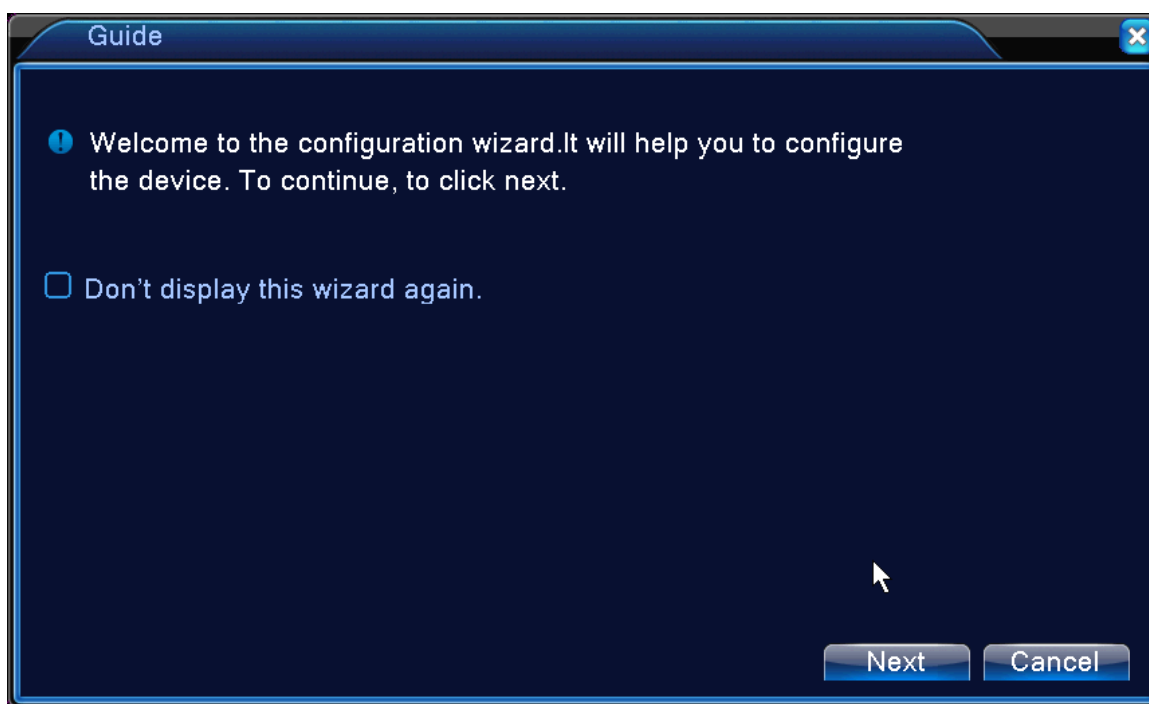 Guide
Welcome to the configuration wizard.It will help you to configure
the device. To continue, to click next.
Don't display this wizard again.
Next
Cancel